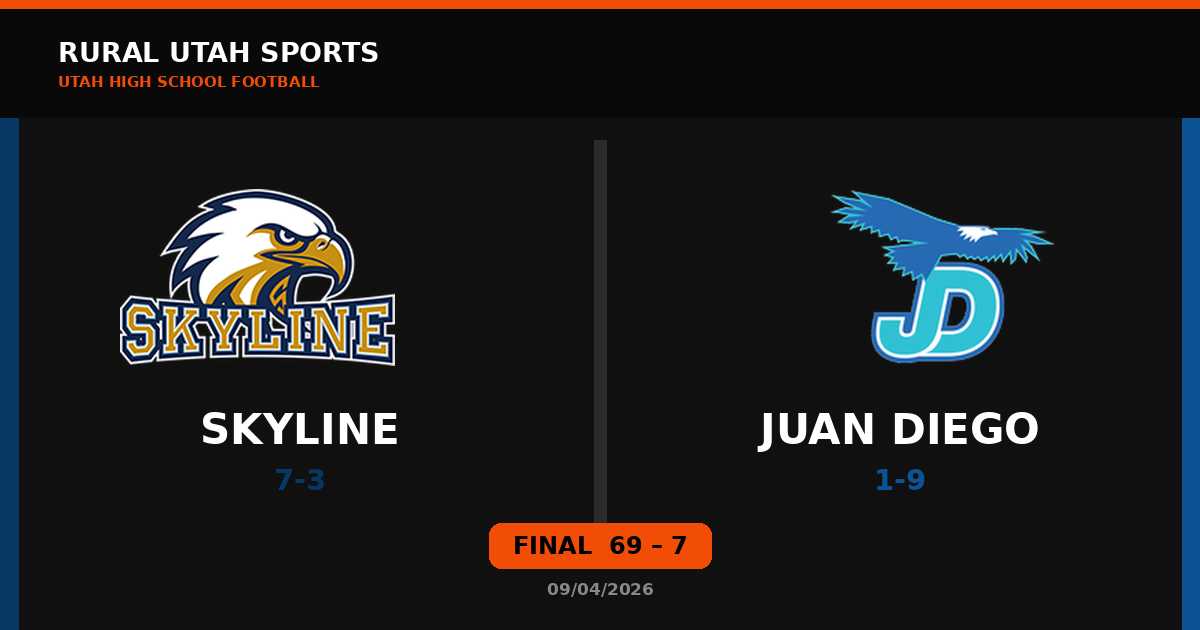 RURAL UTAH SPORTS
UTAH HIGH SCHOOL FOOTBALL
SKYLINE
JD
SKYLINE
JUAN DIEGO
7-3
1-9
FINAL 69 – 7
09/04/2026